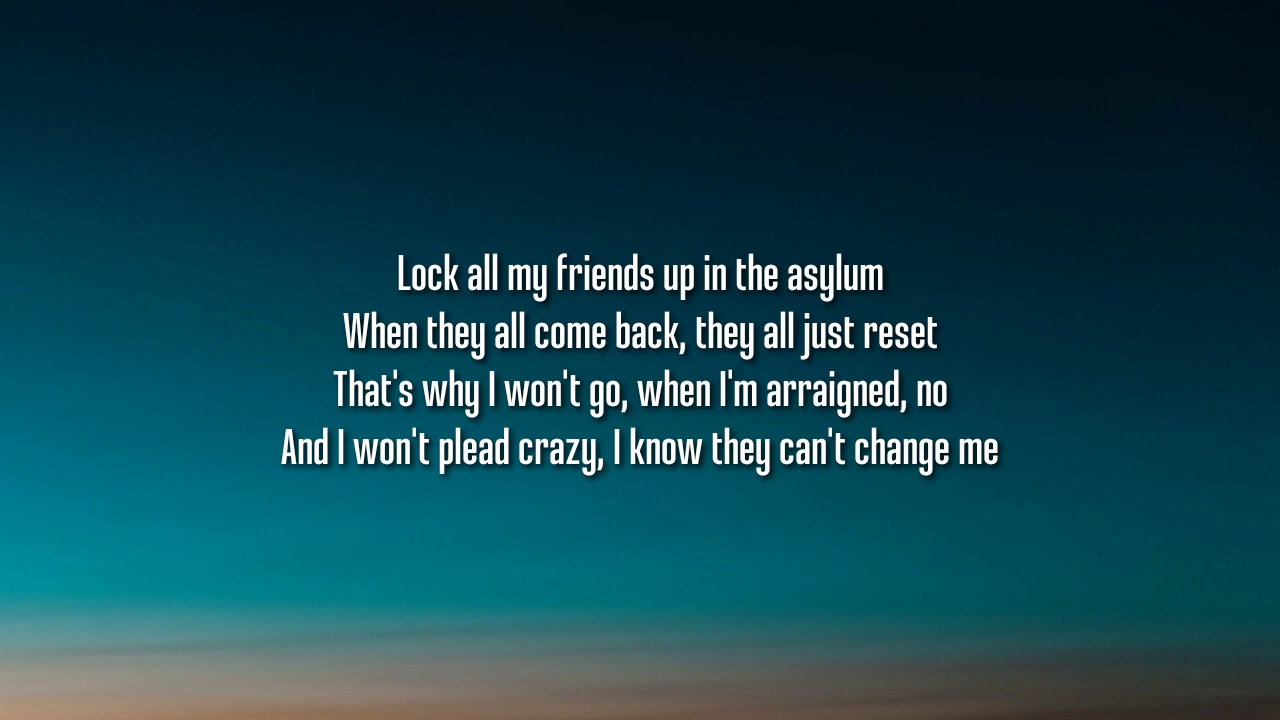 Lock all my friends up in the asylum
When they all come back, they all just reset
That's why I won't go, when I'm arraigned, no
And I won't plead crazy, I know they can't change me